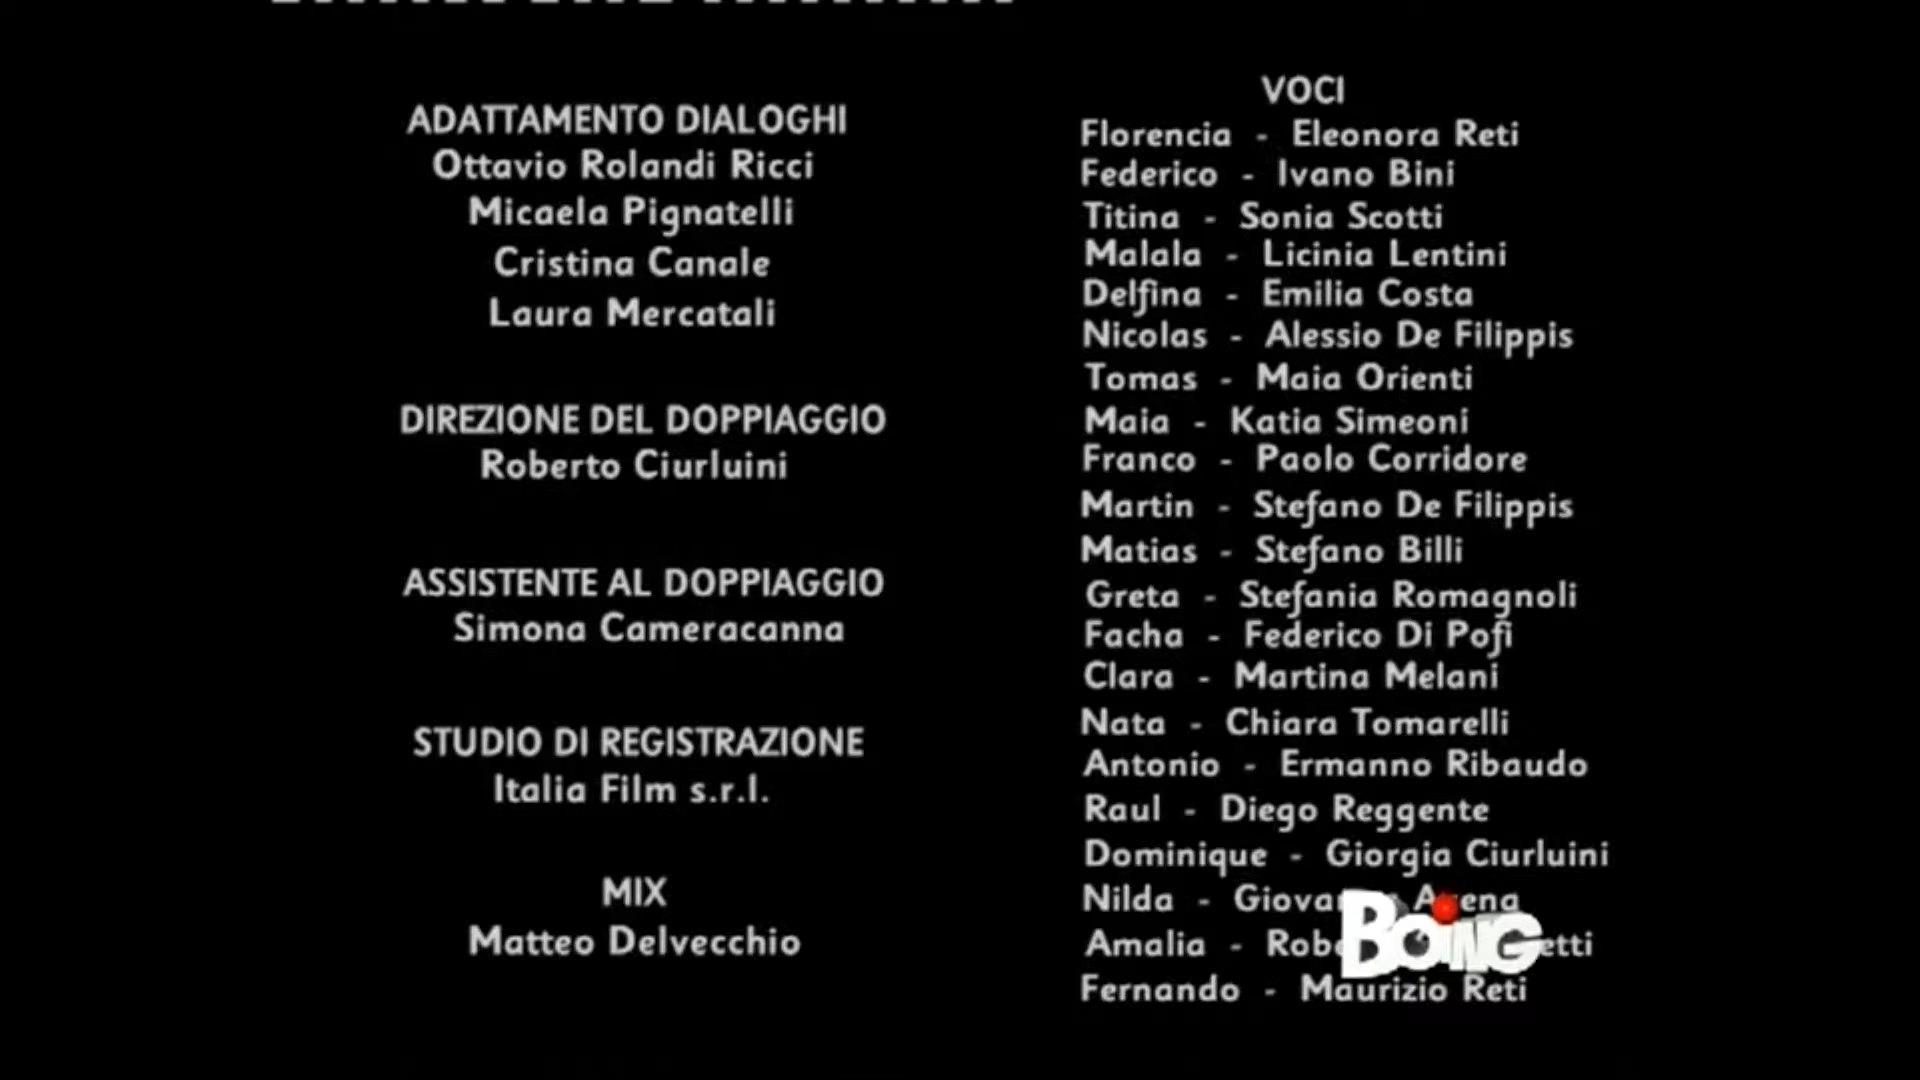 ADATTAMENTO DIALOGHI
Ottavio Rolandi Ricci
Micaela Pignatelli
Cristina Canale
Laura Mercatali
DIREZIONE DEL DOPPIAGGIO
Roberto Ciurluini
ASSISTENTE AL DOPPIAGGIO
Simona Cameracanna
STUDIO DI REGISTRAZIONE
Italia Film s.r.l.
MIX
Matteo Delvecchio
VOCI
Florencia - Eleonora Reti
Federico - Ivano Bini
Titina - Sonia Scotti
Malala - Licinia Lentini
Delfina - Emilia Costa
Nicolas - Alessio De Filippis
Tomas - Maia Orienti
Maia - Katia Simeoni
Franco - Paolo Corridore
Martin - Stefano De Filippis
Matias - Stefano Billi
Greta - Stefania Romagnoli
Facha - Federico Di Pofi
Clara - Martina Melani
Nata - Chiara Tomarelli
Antonio - Ermanno Ribaudo
Raul - Diego Reggente
Dominique - Giorgia Ciurluini
Nilda -
Amalia -
Fernando - Maurizio Reti
BOING